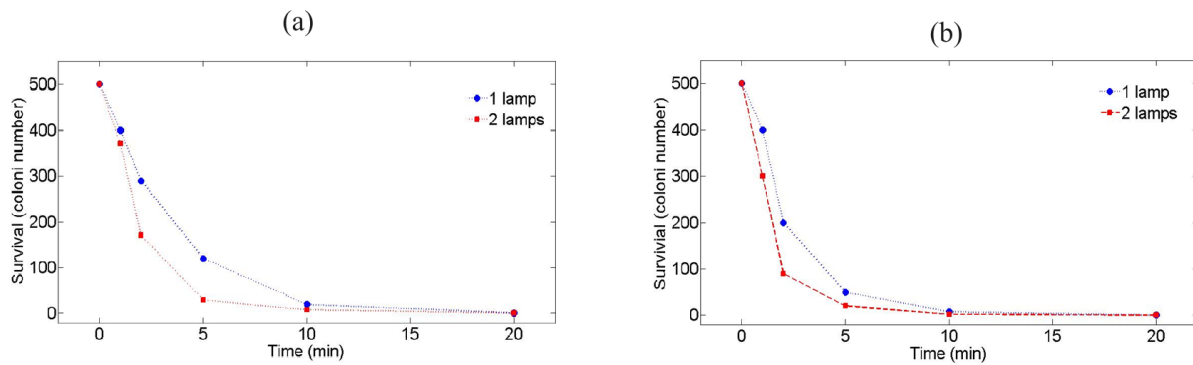 (a)
500
400
300
200
100
0
Survival (coloni number)
1 lamp
2 lamps
0 5 10 15 20
Time (min)
(b)
500
400
300
200
100
0
Survivial (coloni number)
1 lamp
2 lamps
0 5 10 15 20
Time (min)